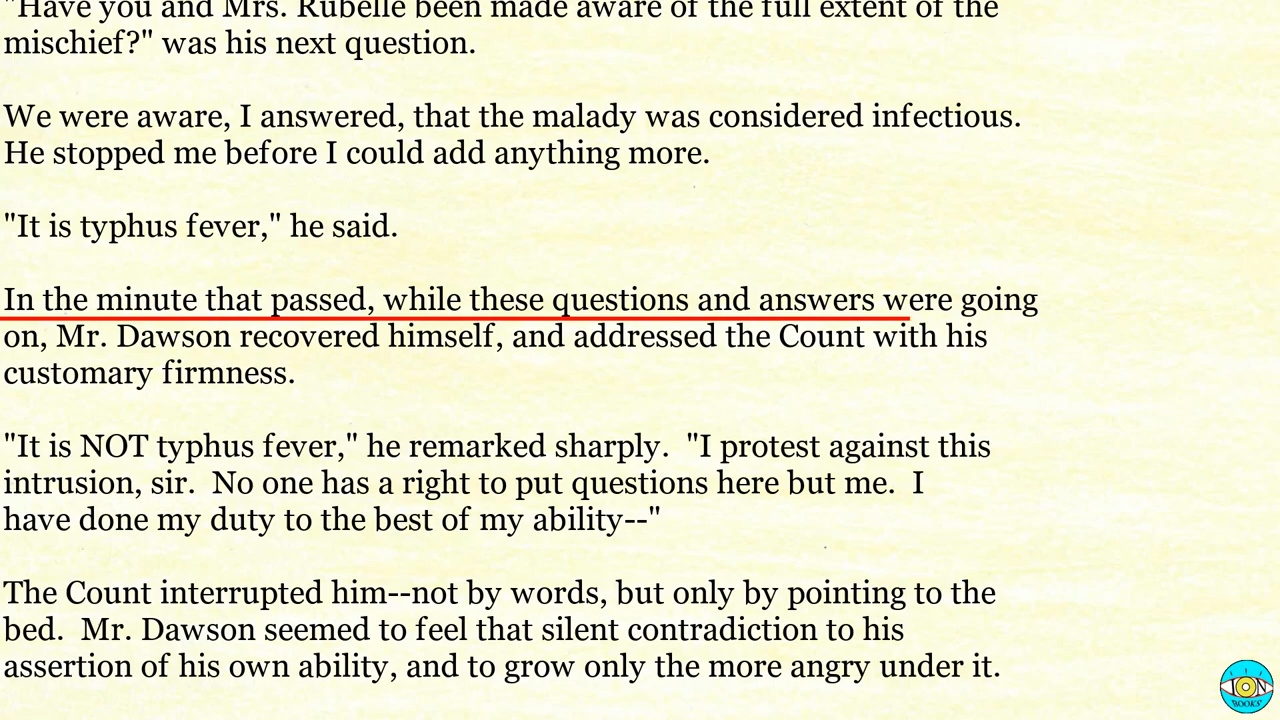 "Have you and Mrs. Rubelle been made aware of the full extent of the
mischief?" was his next question.
We were aware, I answered, that the malady was considered infectious.
He stopped me before I could add anything more.
"It is typhus fever," he said.
In the minute that passed, while these questions and answers were going
on, Mr. Dawson recovered himself, and addressed the Count with his
customary firmness.
"It is NOT typhus fever," he remarked sharply.  "I protest against this
intrusion, sir.  No one has a right to put questions here but me.  I
have done my duty to the best of my ability--"
The Count interrupted him--not by words, but only by pointing to the
bed.  Mr. Dawson seemed to feel that silent contradiction to his
assertion of his own ability, and to grow only the more angry under it.
ION
BOOKS